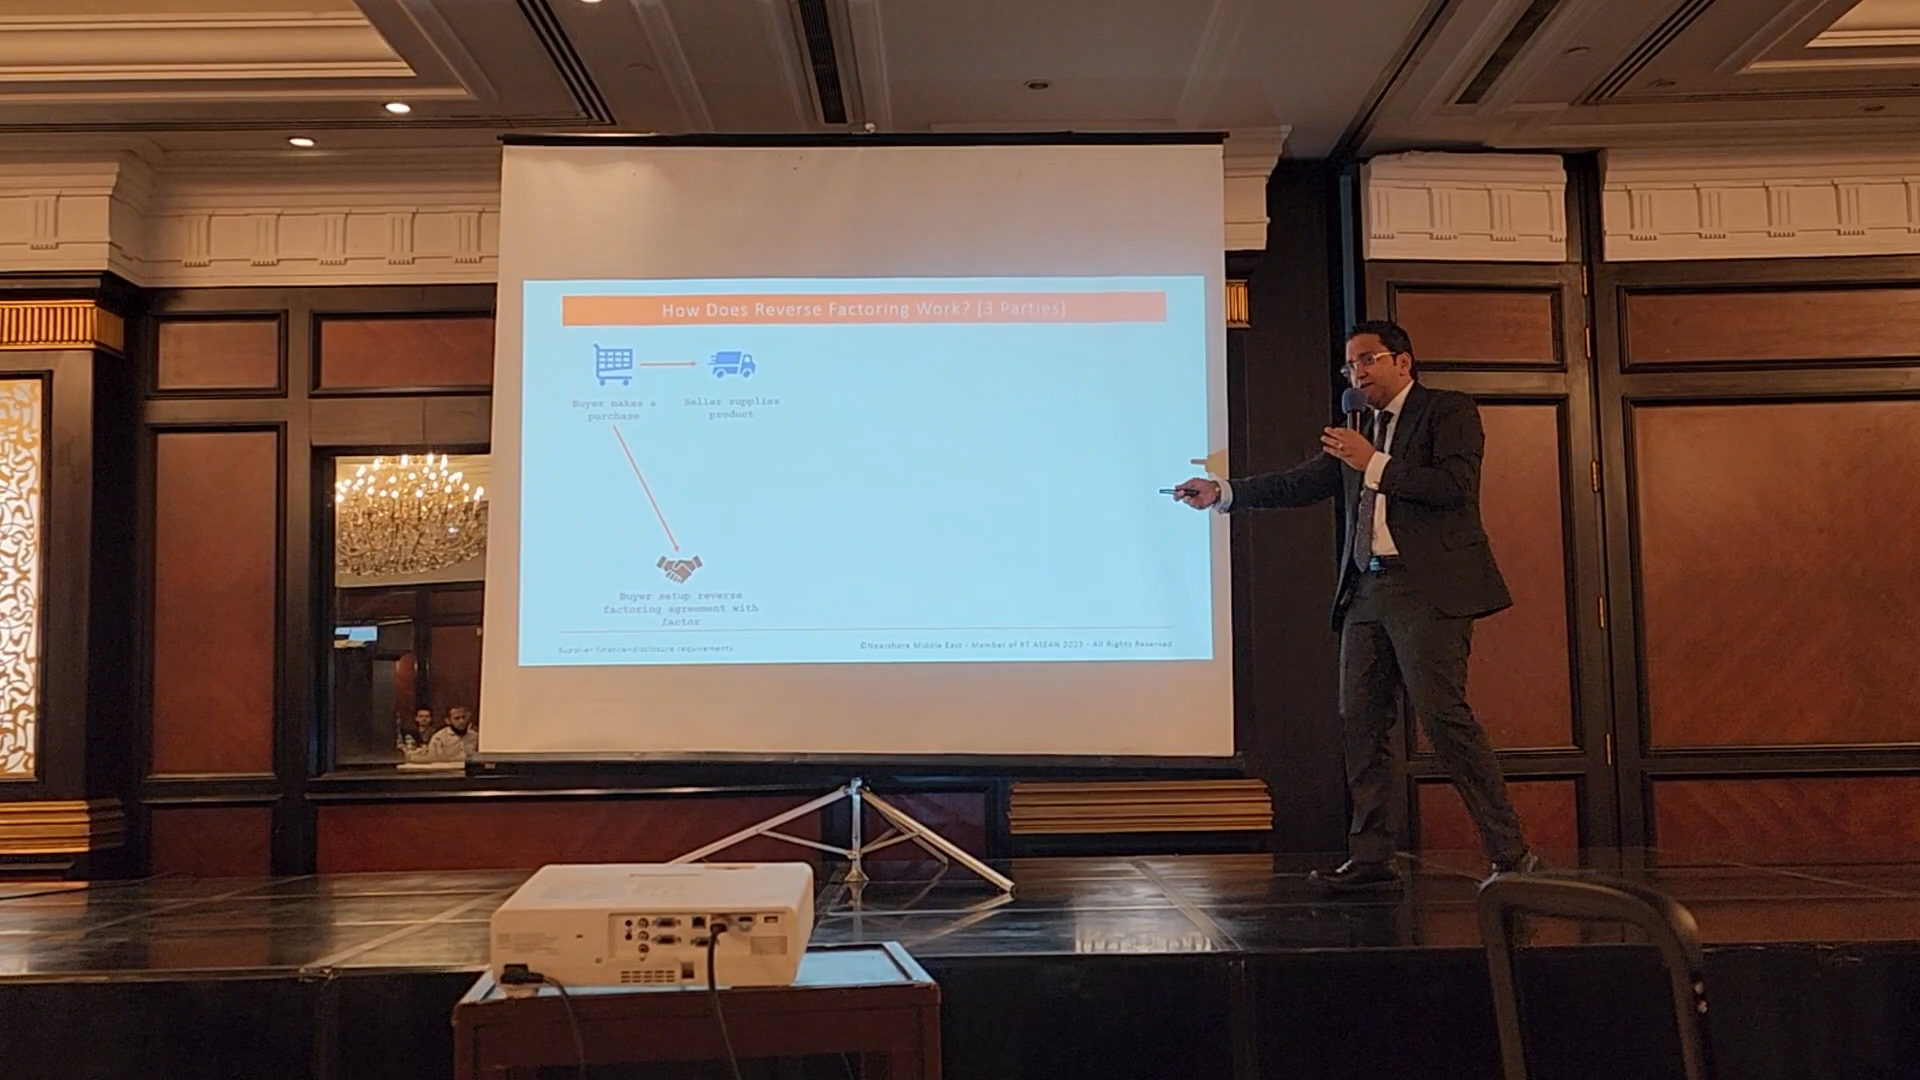 How Does Reverse Factoring Work? [3 Parties]
Buyer makes a
purchase
Seller supplies
product
Buyer setup reverse
factoring agreement with
factor
Supplier finance-disclosure requirements
©Nearshore Middle East - Member of RT ASEAN 2023 - All Rights Reserved